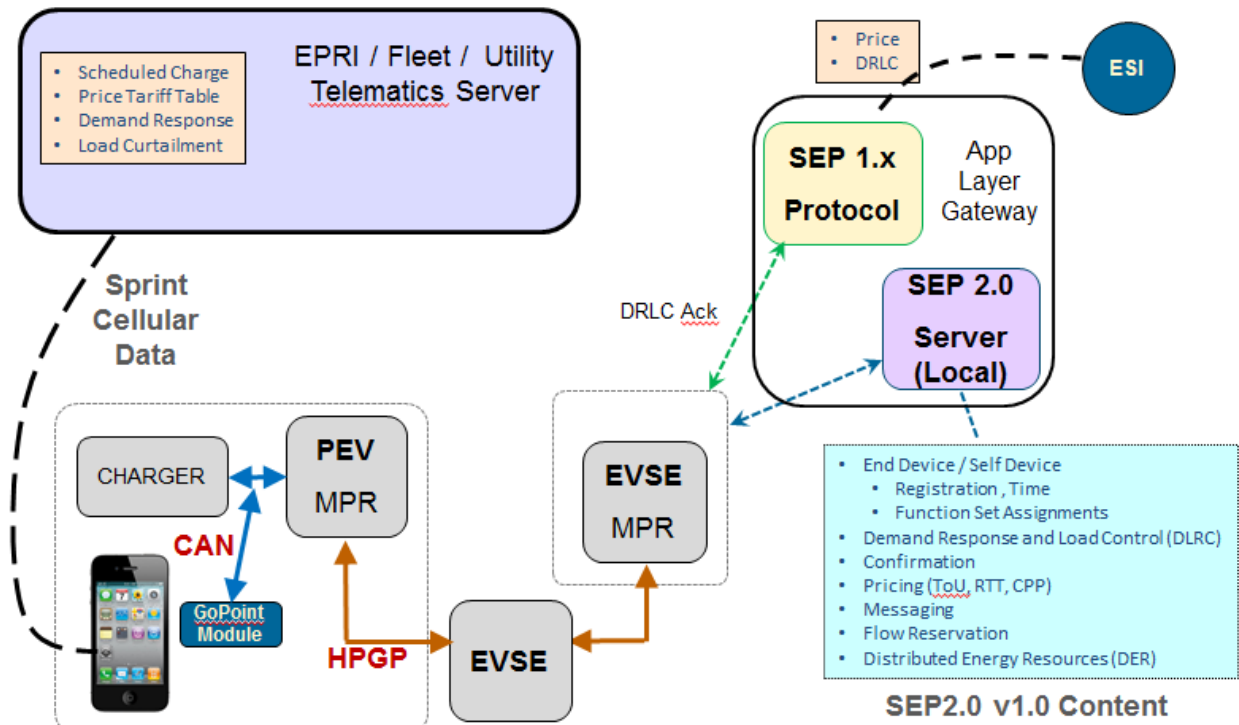 EPRI / Fleet / Utility
Telematics Server
• Scheduled Charge
• Price Tariff Table
• Demand Response
• Load Curtailment
• Price
• DRLC
ESI
SEP 1.x
Protocol
App
Layer
Gateway
SEP 2.0
Server
(Local)
Sprint
Cellular
Data
DRLC Ack
CHARGER
PEV
MPR
CAN
GoPoint
Module
HPGP
EVSE
EVSE
MPR
• End Device / Self Device
• Registration , Time
• Function Set Assignments
• Demand Response and Load Control (DLRC)
• Confirmation
• Pricing (ToU, RTT, CPP)
• Messaging
• Flow Reservation
• Distributed Energy Resources (DER)
SEP2.0 v1.0 Content